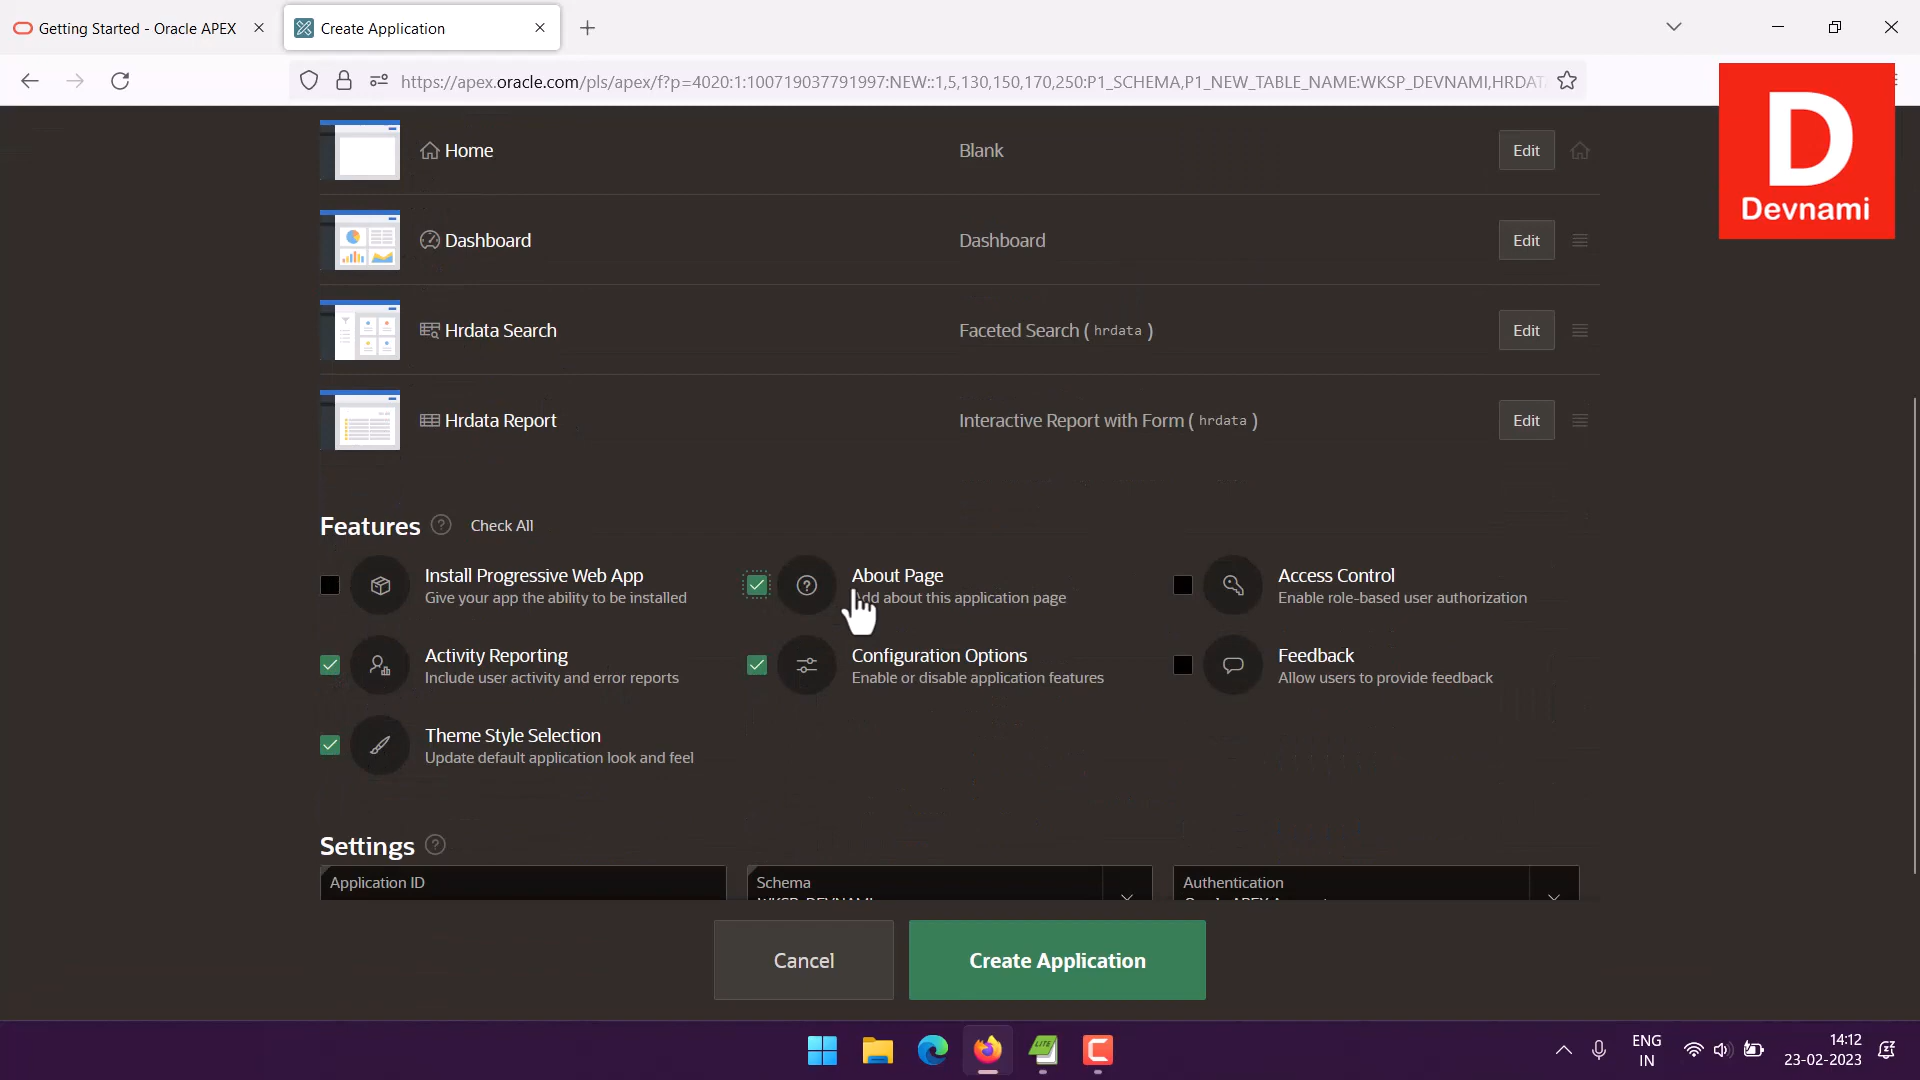 Getting Started - Oracle APEX
Create Application
https://apex.oracle.com/pls/apex/f?p=4020:1:100719037791997:NEW::1,5,130,150,170,250:P1_SCHEMA,P1_NEW_TABLE_NAME:WKSP_DEVNAMI,HRDAT
D
Devnami
Home
Blank
Edit
Dashboard
Dashboard
Edit
Hrdata Search
Faceted Search ( hrdata )
Edit
Hrdata Report
Interactive Report with Form ( hrdata )
Edit
Features
Check All
Install Progressive Web App
Give your app the ability to be installed
About Page
about this application page
Access Control
Enable role-based user authorization
Activity Reporting
Include user activity and error reports
Configuration Options
Enable or disable application features
Feedback
Allow users to provide feedback
Theme Style Selection
Update default application look and feel
Settings
Application ID
Schema
Authentication
Cancel
Create Application
LITE
ENG
IN
14:12
23-02-2023